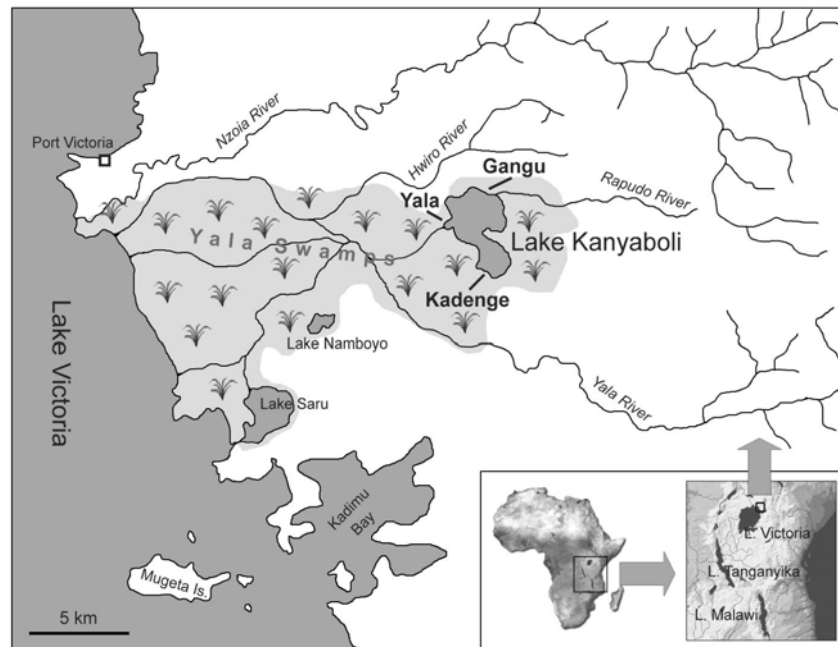 Port Victoria
Nzoia River
Hwiro River
Gangu
Rapudo River
Yala
Yala Swamps
Lake Kanyaboli
Kadenge
Lake Victoria
Lake Namboyo
Lake Saru
Yala River
Kadimu
Bay
Mugeta Is.
5 km
L. Victoria
L. Tanganyika
L. Malawi